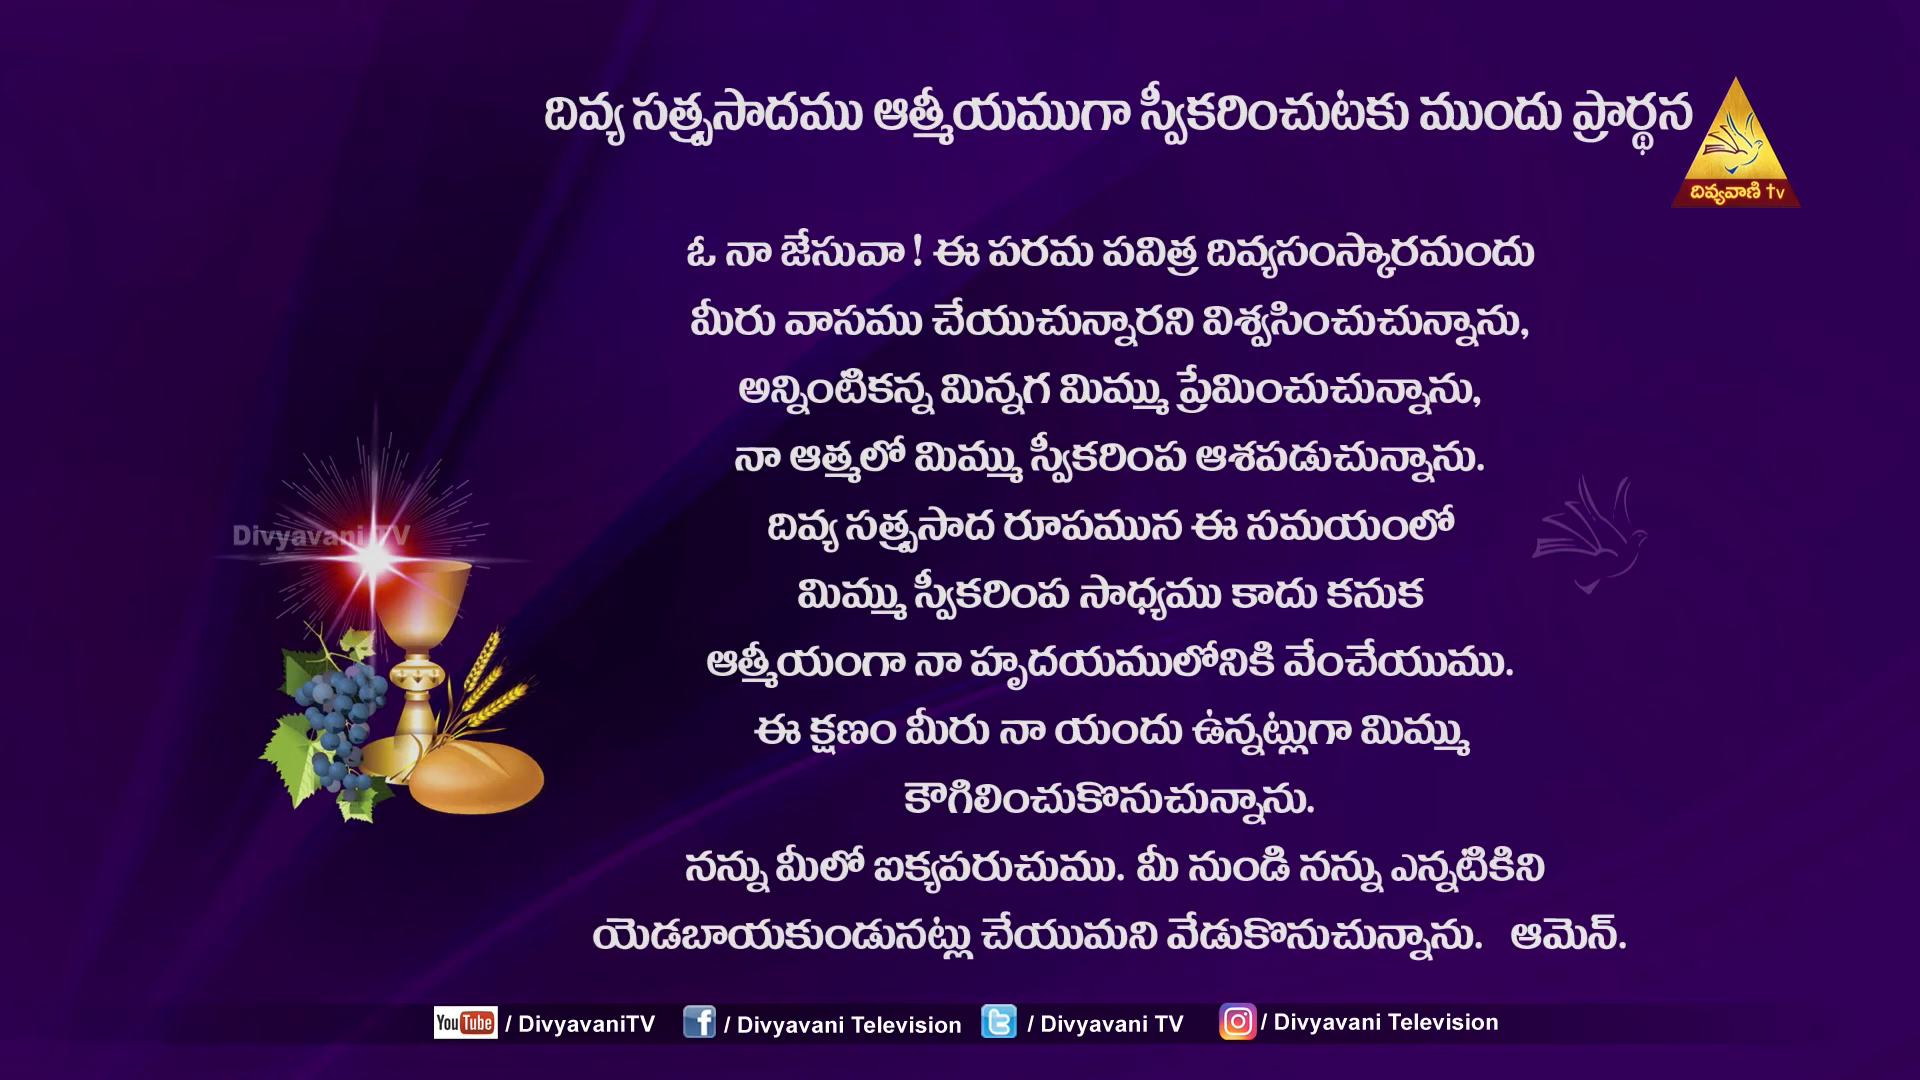 దివ్య సత్ప్రసాదము ఆత్మీయముగా స్వీకరించుటకు ముందు ప్రార్థన
దివ్యవాణి tv
ఓ నా జేసువా ! ఈ పరమ పవిత్ర దివ్యసంస్కారమందు
మీరు వాసము చేయుచున్నారని విశ్వసించుచున్నాను,
అన్నింటికన్న మిన్నగ మిమ్ము ప్రేమించుచున్నాను,
నా ఆత్మలో మిమ్ము స్వీకరింప ఆశపడుచున్నాను.
దివ్య సత్ప్రసాద రూపమున ఈ సమయంలో
Divyavani TV
మిమ్ము స్వీకరింప సాధ్యము కాదు కనుక
ఆత్మీయంగా నా హృదయములోనికి వేంచేయుము.
ఈ క్షణం మీరు నా యందు ఉన్నట్లుగా మిమ్ము
కౌగిలించుకొనుచున్నాను.
నన్ను మీలో ఐక్యపరుచుము. మీ నుండి నన్ను ఎన్నటికిని
యెడబాయకుండునట్లు చేయుమని వేడుకొనుచున్నాను. ఆమెన్.
YouTube / DivyavaniTV f / Divyavani Television / Divyavani TV / Divyavani Television